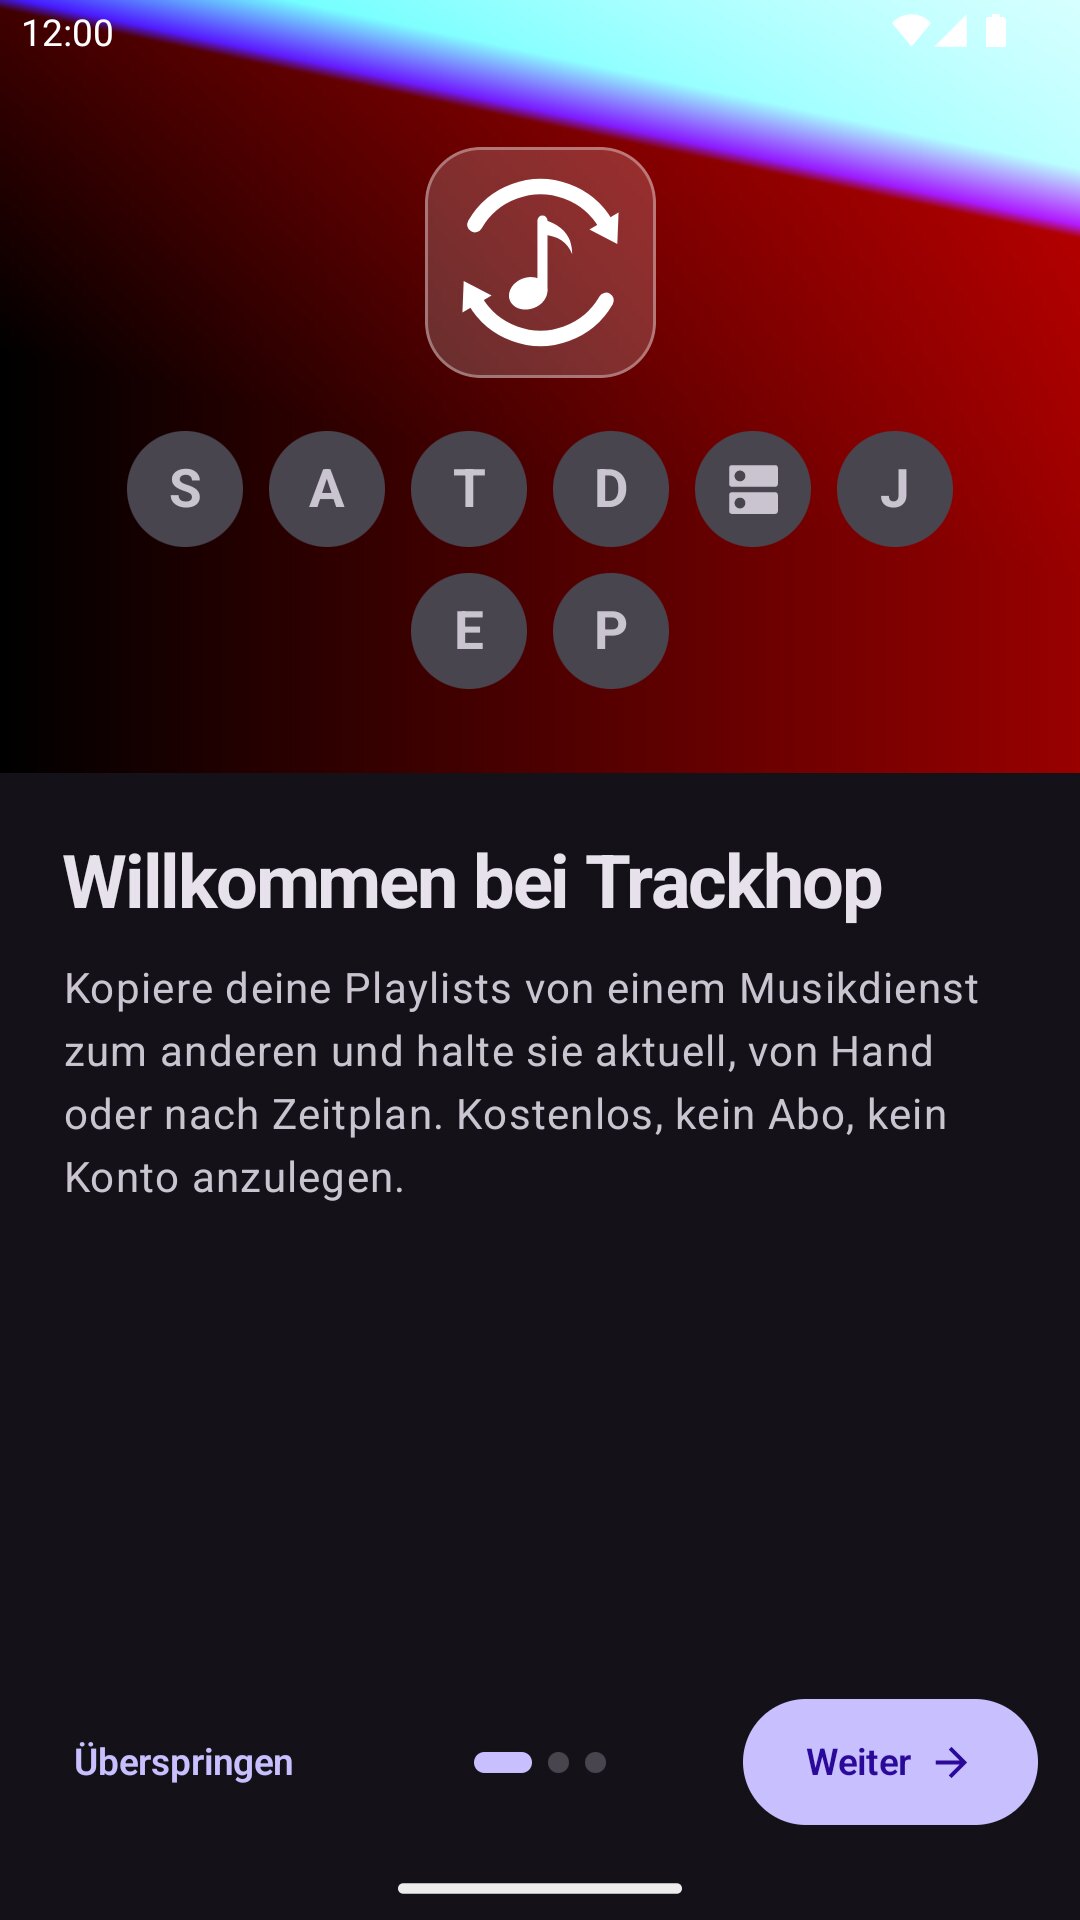 12:00
S A T D J
E P
Willkommen bei Trackhop
Kopiere deine Playlists von einem Musikdienst
zum anderen und halte sie aktuell, von Hand
oder nach Zeitplan. Kostenlos, kein Abo, kein
Konto anzulegen.
Überspringen
Weiter